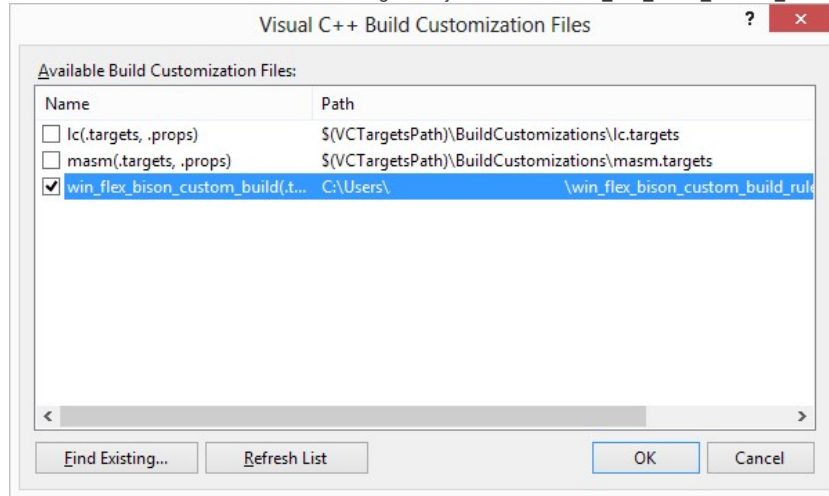 Visual C++ Build Customization Files ? ×
Available Build Customization Files:
Name Path
lc(.targets, .props) $(VCTargetsPath)\BuildCustomizations\lc.targets
masm(.targets, .props) $(VCTargetsPath)\BuildCustomizations\masm.targets
win_flex_bison_custom_build(.t... C:\Users\ \win_flex_bison_custom_build_rule
Find Existing... Refresh List OK Cancel